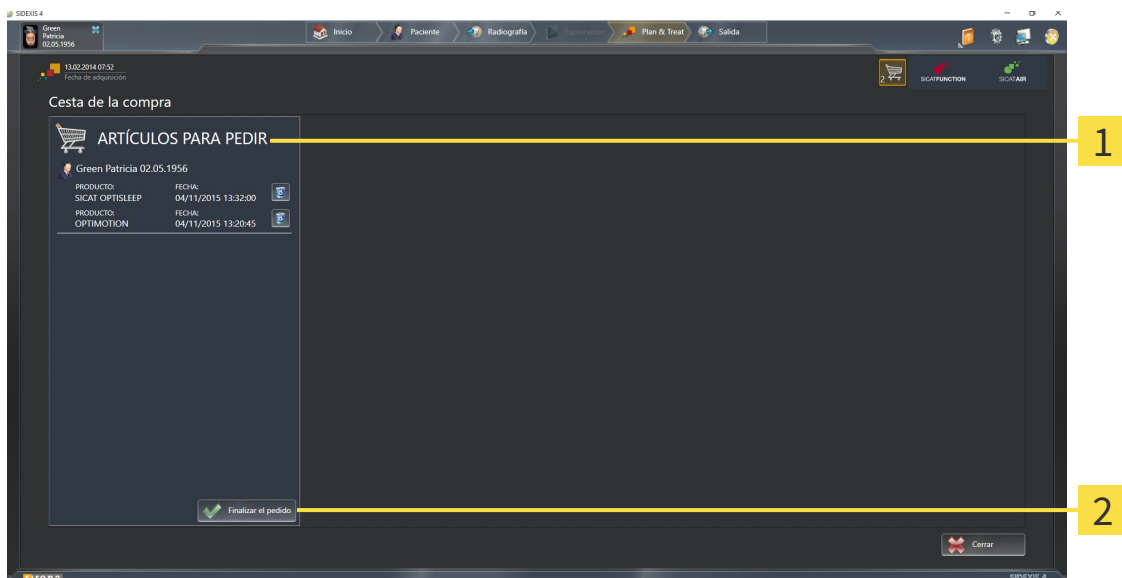 SIDEXIS 4
Green
Patricia
02.05.1956
Inicio
Paciente
Radiografía
Plan & Treat
Salida
13.02.2014 07:52
Fecha de adquisición
2
SICATFUNCTION
SICATAIR
Cesta de la compra
ARTÍCULOS PARA PEDIR
1
Green Patricia 02.05.1956
PRODUCTO: FECHA:
SICAT OPTISLEEP 04/11/2015 13:32:00
PRODUCTO: FECHA:
OPTIMOTION 04/11/2015 13:20:45
Finalizar el pedido
2
Cerrar
SIDEXIS 4